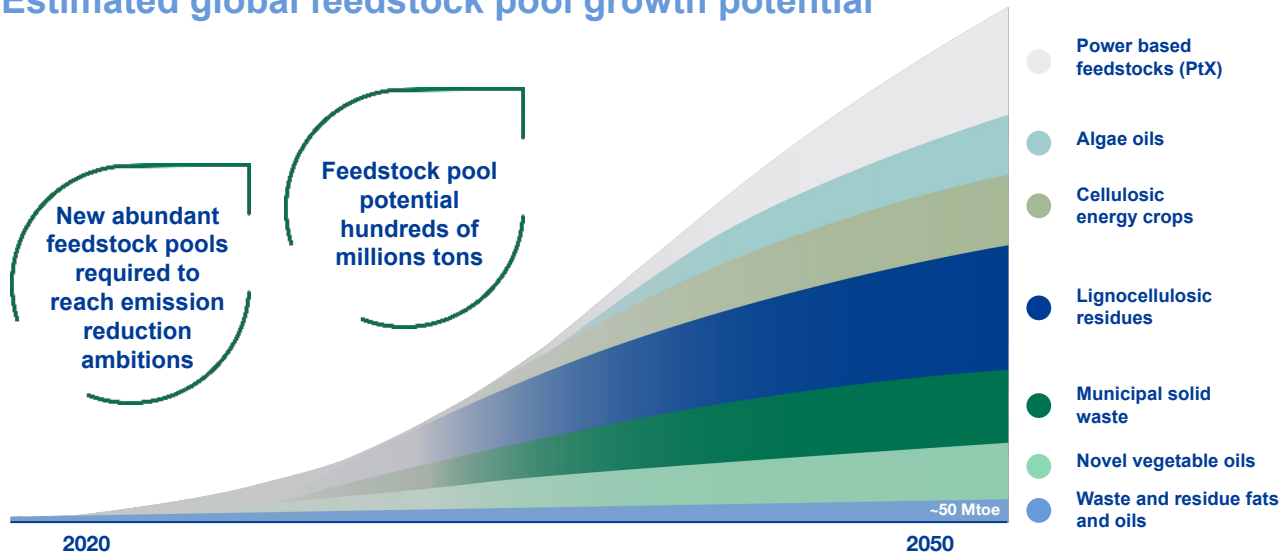 Estimated global feedstock pool growth potential
New abundant
feedstock pools
required to
reach emission
reduction
ambitions
Feedstock pool
potential
hundreds of
millions tons
Power based
feedstocks (PtX)
Algae oils
Cellulosic
energy crops
Lignocellulosic
residues
Municipal solid
waste
Novel vegetable oils
Waste and residue fats
and oils
~50 Mtoe
2020
2050